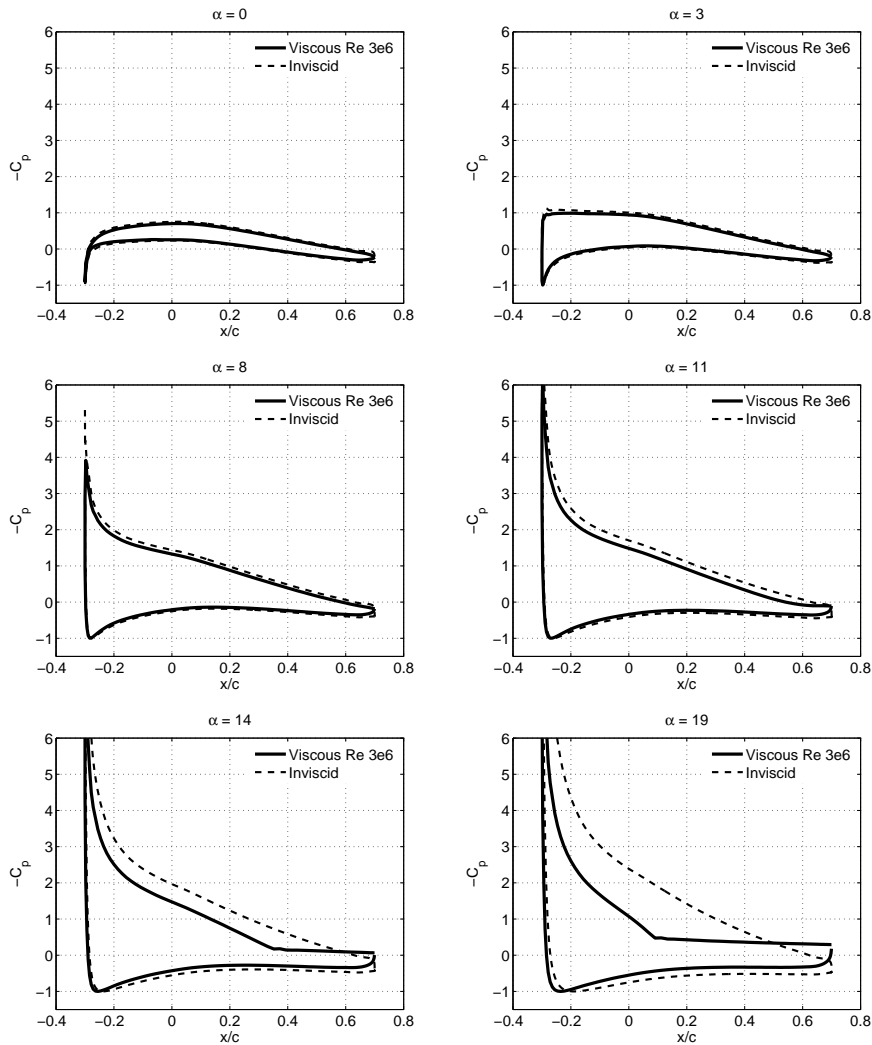 α = 0
6
5
4
3
2
1
0
−1
−C_p
Viscous Re 3e6
Inviscid
−0.4 −0.2 0 0.2 0.4 0.6 0.8
x/c
α = 3
6
5
4
3
2
1
0
−1
−C_p
Viscous Re 3e6
Inviscid
−0.4 −0.2 0 0.2 0.4 0.6 0.8
x/c
α = 8
6
5
4
3
2
1
0
−1
−C_p
Viscous Re 3e6
Inviscid
−0.4 −0.2 0 0.2 0.4 0.6 0.8
x/c
α = 11
6
5
4
3
2
1
0
−1
−C_p
Viscous Re 3e6
Inviscid
−0.4 −0.2 0 0.2 0.4 0.6 0.8
x/c
α = 14
6
5
4
3
2
1
0
−1
−C_p
Viscous Re 3e6
Inviscid
−0.4 −0.2 0 0.2 0.4 0.6 0.8
x/c
α = 19
6
5
4
3
2
1
0
−1
−C_p
Viscous Re 3e6
Inviscid
−0.4 −0.2 0 0.2 0.4 0.6 0.8
x/c